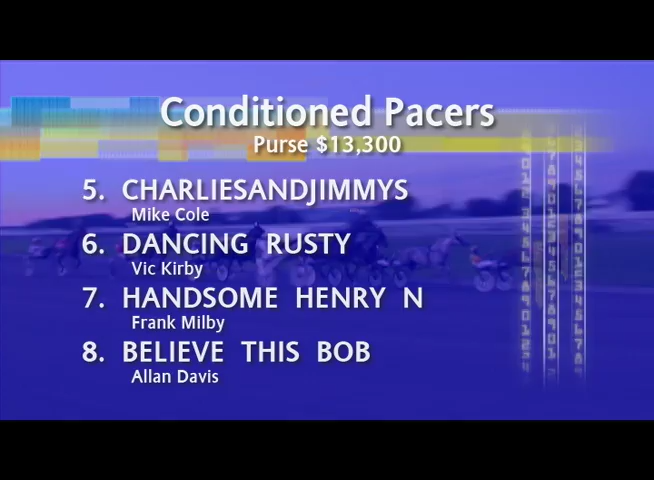 Conditioned Pacers
Purse $13,300
5. CHARLIESANDJIMMYS
Mike Cole
6. DANCING RUSTY
Vic Kirby
7. HANDSOME HENRY N
Frank Milby
8. BELIEVE THIS BOB
Allan Davis